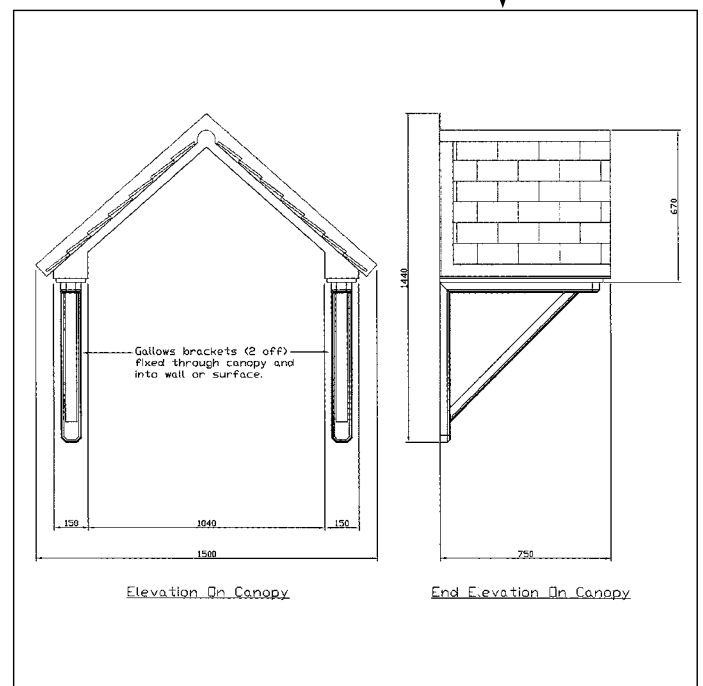 670
1440
Gallows brackets (2 off)
fixed through canopy and
into wall or surface.
150
1040
150
1500
750
Elevation On Canopy
End Elevation On Canopy